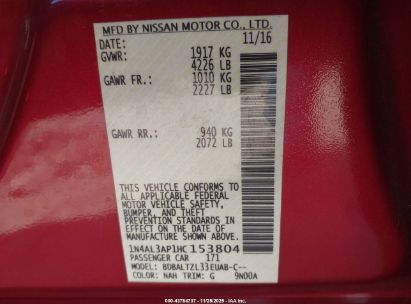 MFD BY NISSAN MOTOR CO., LTD.
DATE: 11/16
GVWR: 1917 KG
4226 LB
GAWR FR.: 1010 KG
2227 LB
GAWR RR.: 940 KG
2072 LB
THIS VEHICLE CONFORMS
TO ALL APPLICABLE FEDERAL
MOTOR VEHICLE SAFETY,
BUMPER, AND THEFT
PREVENTION STANDARDS
IN EFFECT ON THE DATE OF
MANUFACTURE SHOWN ABOVE.
1N4AL3AP1HC153804
PASSENGER CAR 171
MODEL: BDBALTZL33EUAB-C--
COLOR: NAH TRIM: G 9N00A